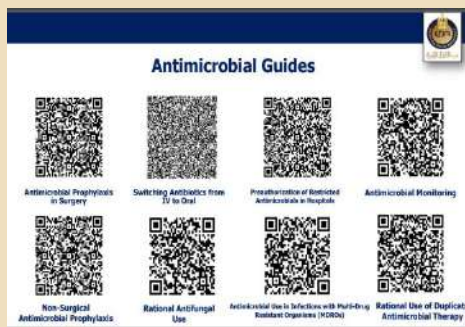 Antimicrobial Guides
Antimicrobial Prophylaxis
in Surgery
Switching Antibiotics from
IV to Oral
Preauthorization of Restricted
Antimicrobials in Hospitals
Antimicrobial Monitoring
Non-Surgical
Antimicrobial Prophylaxis
Rational Antifungal
Use
Antimicrobial Use in Infections with Multi-Drug
Resistant Organisms (MDROs)
Rational Use of Duplicat
Antimicrobial Therapy